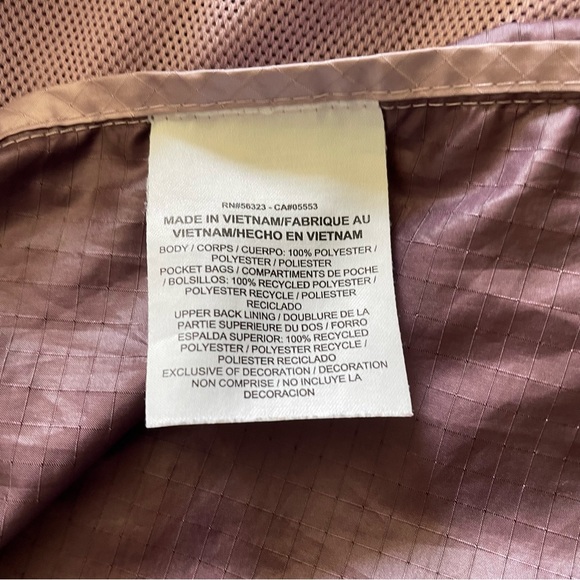 RN#56323 - CA#05553
MADE IN VIETNAM/FABRIQUE AU
VIETNAM/HECHO EN VIETNAM
BODY / CORPS / CUERPO: 100% POLYESTER /
POLYESTER / POLIESTER
POCKET BAGS / COMPARTIMENTS DE POCHE
/ BOLSILLOS: 100% RECYCLED POLYESTER /
POLYESTER RECYCLE / POLIESTER
RECICLADO
UPPER BACK LINING / DOUBLURE DE LA
PARTIE SUPERIEURE DU DOS / FORRO
ESPALDA SUPERIOR: 100% RECYCLED
POLYESTER / POLYESTER RECYCLE /
POLIESTER RECICLADO
EXCLUSIVE OF DECORATION / DECORATION
NON COMPRISE / NO INCLUYE LA
DECORACION